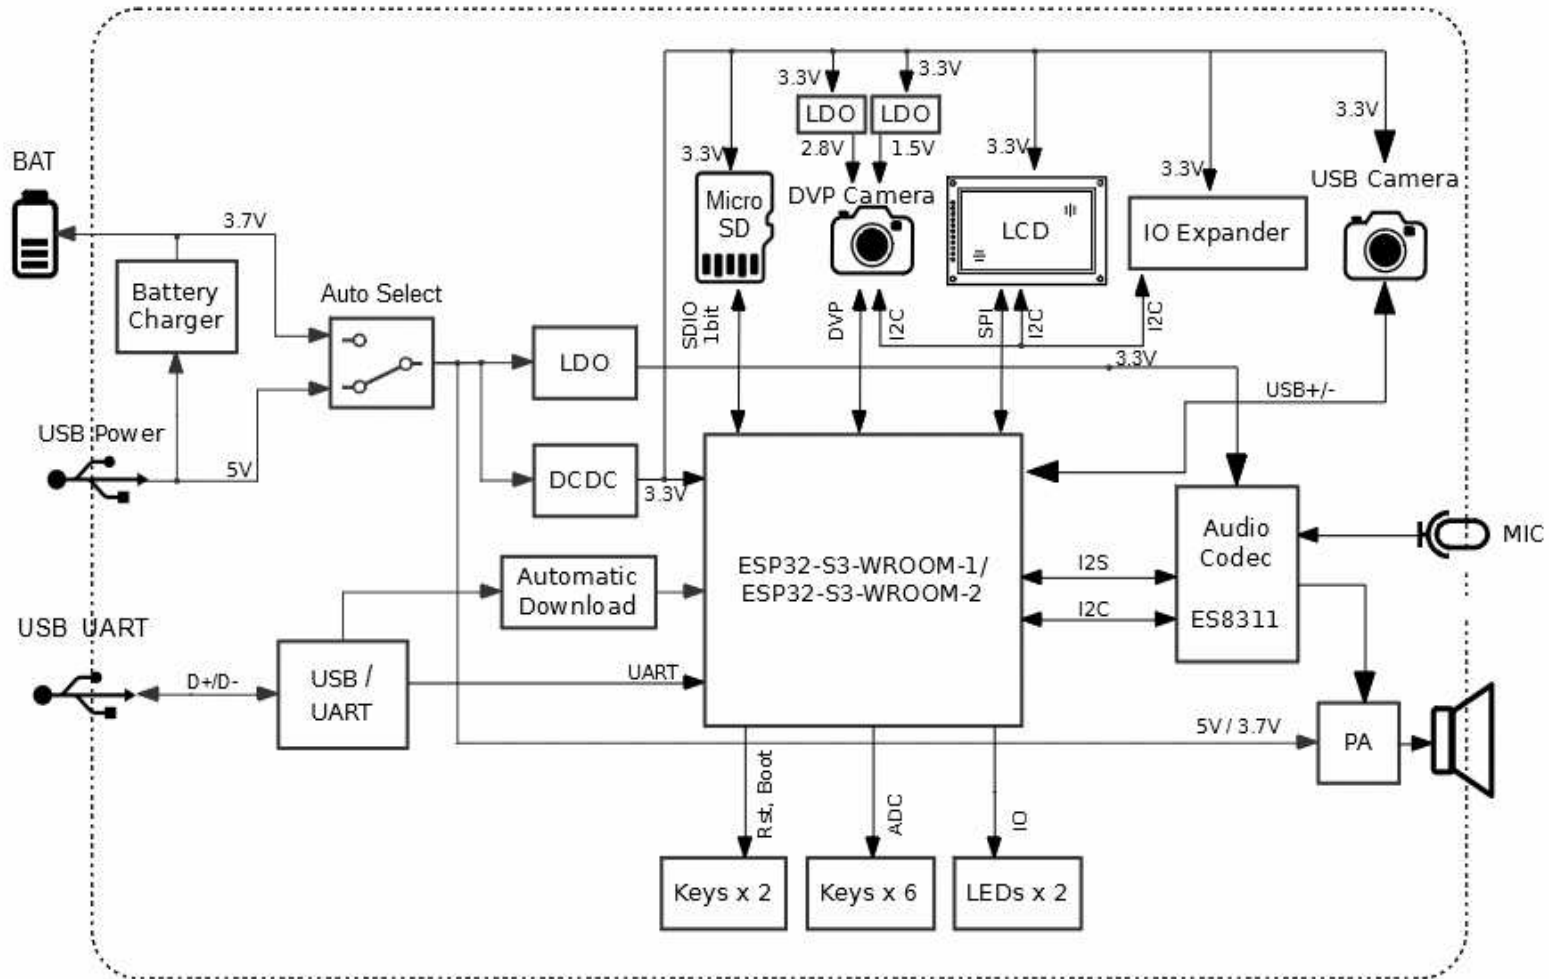 3.3V
3.3V
LDO
LDO
3.3V
BAT
2.8V
1.5V
3.3V
3.3V
3.3V
USB Camera
DVP Camera
Micro
SD
LCD
IO Expander
3.7V
Battery
Charger
Auto Select
SDIO
1bit
DVP
I2C
SPI
I2C
I2C
LDO
3.3V
USB+/-
USB Power
5V
DCDC
3.3V
Audio
Codec
ES8311
MIC
ESP32-S3-WROOM-1/
ESP32-S3-WROOM-2
I2S
I2C
Automatic
Download
USB UART
D+/D-
USB /
UART
UART
5V / 3.7V
PA
Rst, Boot
ADC
IO
Keys x 2
Keys x 6
LEDs x 2